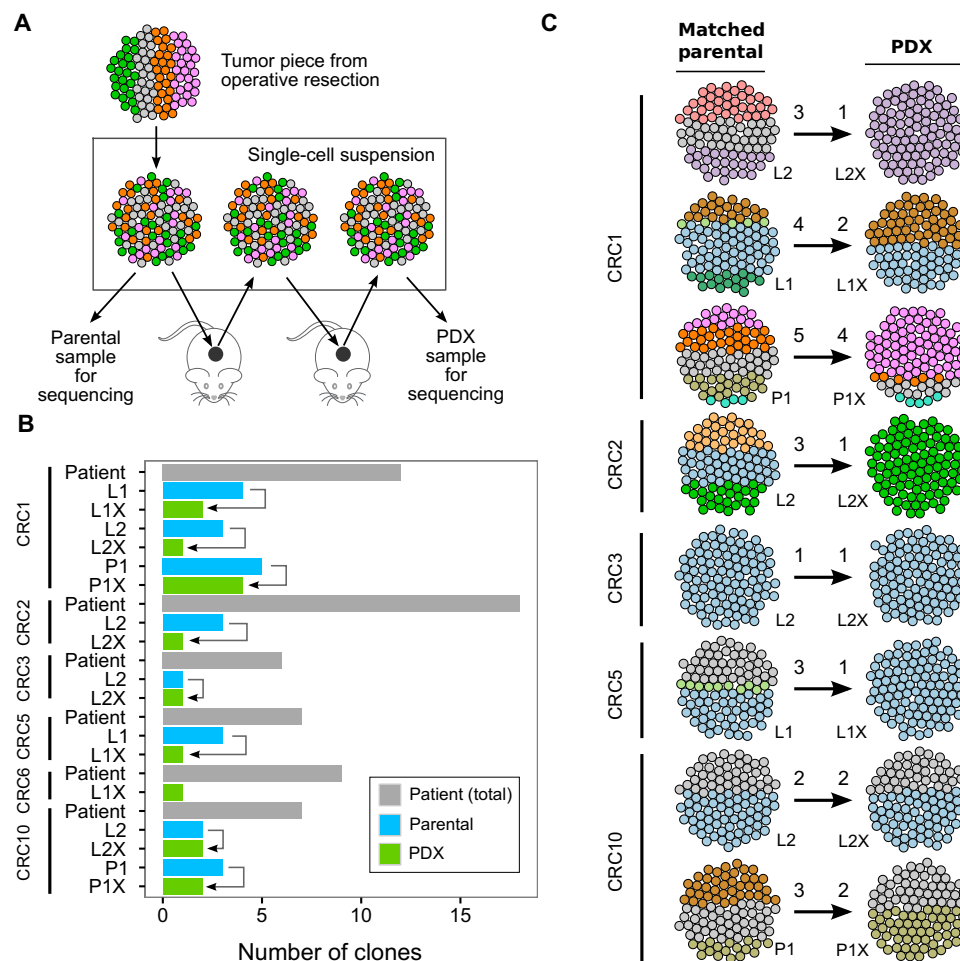 A
Tumor piece from
operative resection
Single-cell suspension
Parental
sample
for
sequencing
PDX
sample
for
sequencing
B
CRC1
Patient
L1
L1X
L2
L2X
P1
P1X
CRC2
Patient
L2
L2X
CRC3
Patient
L2
L2X
CRC5
Patient
L1
L1X
CRC6
Patient
L1X
CRC10
Patient
L2
L2X
P1
P1X
Patient (total)
Parental
PDX
0
5
10
15
Number of clones
C
Matched
parental
PDX
CRC1
3
1
L2
L2X
4
2
L1
L1X
5
4
P1
P1X
CRC2
3
1
L2
L2X
CRC3
1
1
L2
L2X
CRC5
3
1
L1
L1X
CRC10
2
2
L2
L2X
3
2
P1
P1X